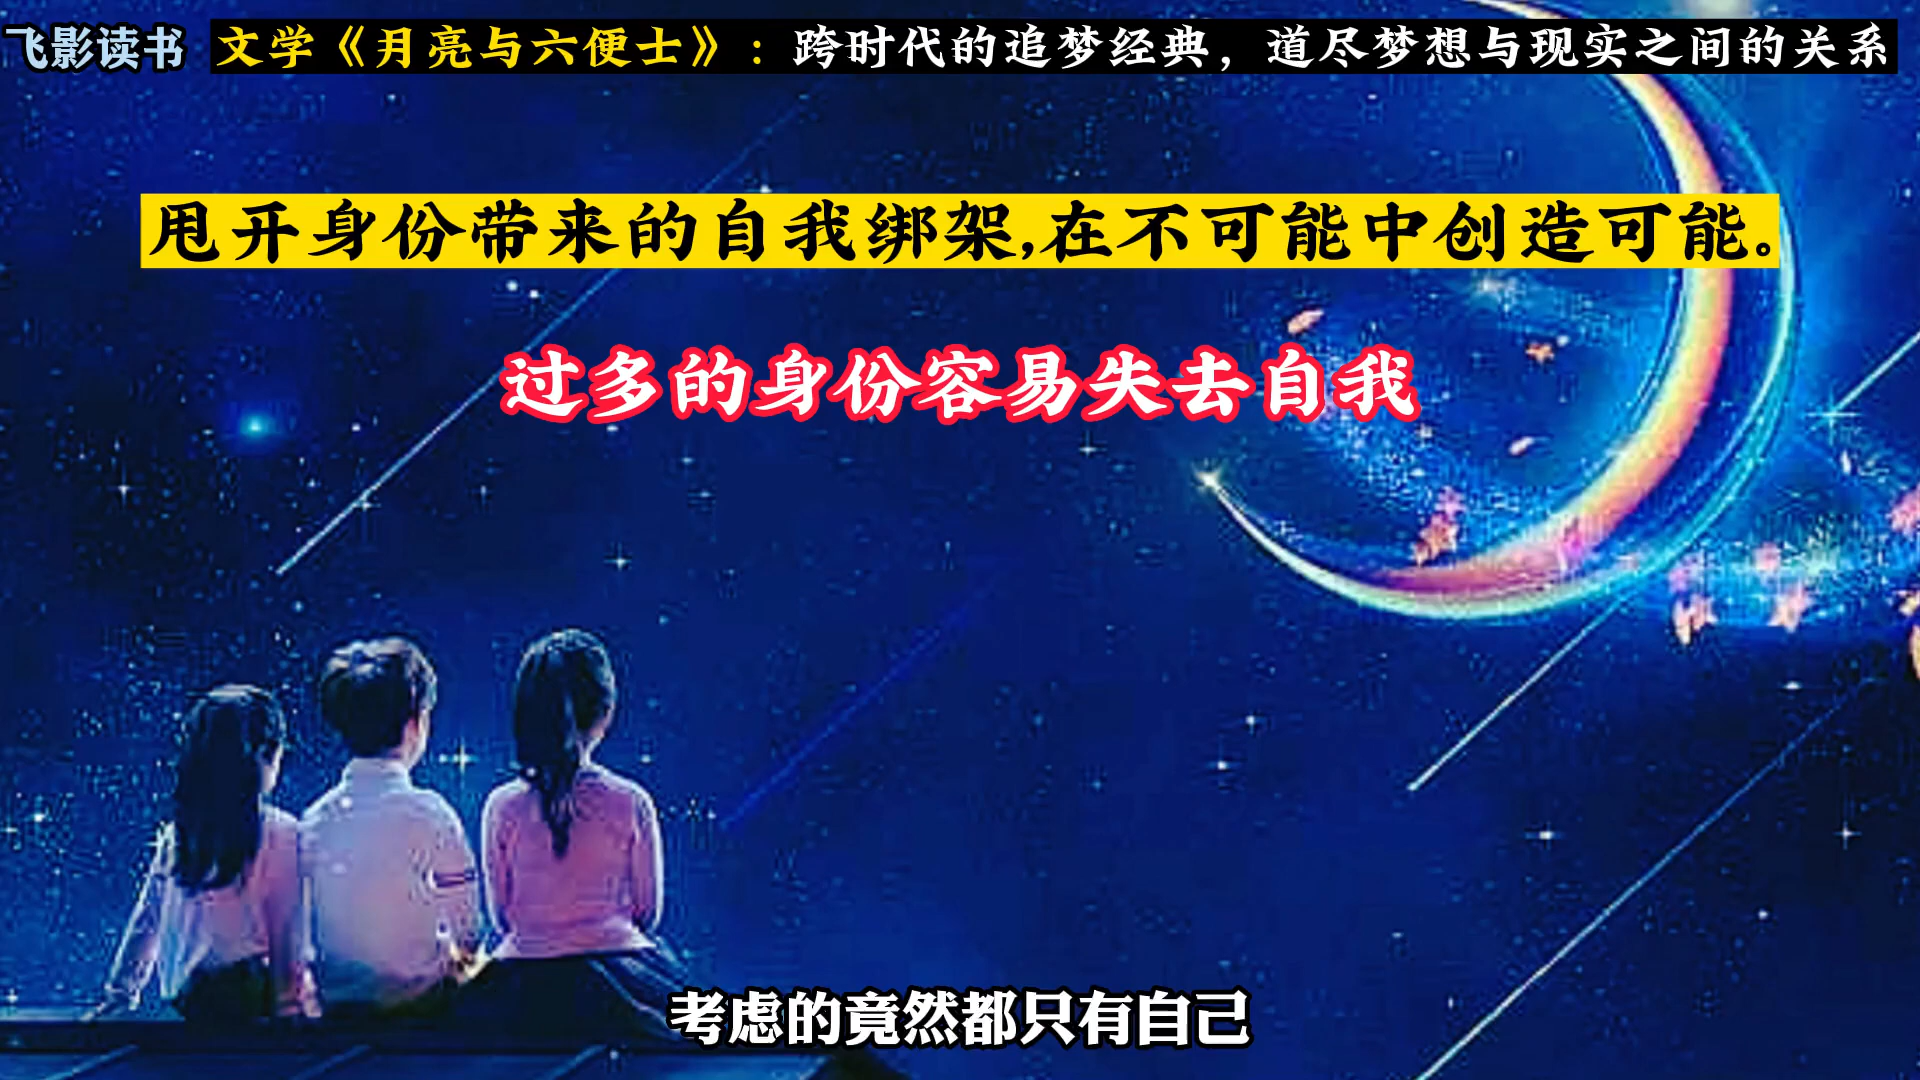 飞影读书
文学《月亮与六便士》：跨时代的追梦经典，道尽梦想与现实之间的关系
甩开身份带来的自我绑架,在不可能中创造可能。
过多的身份容易失去自我
考虑的竟然都只有自己